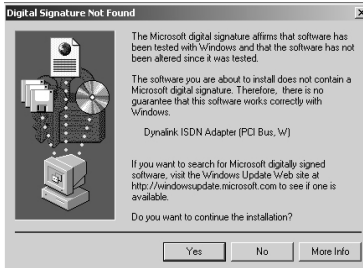 Digital Signature Not Found
The Microsoft digital signature affirms that software has
been tested with Windows and that the software has not
been altered since it was tested.
The software you are about to install does not contain a
Microsoft digital signature. Therefore, there is no
guarantee that this software works correctly with
Windows.
Dynalink ISDN Adapter (PCI Bus, W)
If you want to search for Microsoft digitally signed
software, visit the Windows Update Web site at
http://windowsupdate.microsoft.com to see if one is
available.
Do you want to continue the installation?
Yes
No
More Info